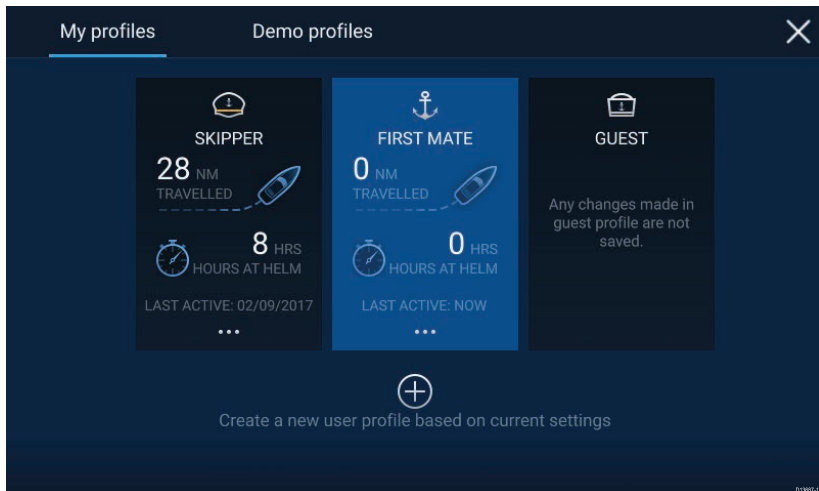 My profiles
Demo profiles
SKIPPER
28 NM
TRAVELLED
8 HRS
HOURS AT HELM
LAST ACTIVE: 02/09/2017
FIRST MATE
0 NM
TRAVELLED
0 HRS
HOURS AT HELM
LAST ACTIVE: NOW
GUEST
Any changes made in
guest profile are not
saved.
Create a new user profile based on current settings